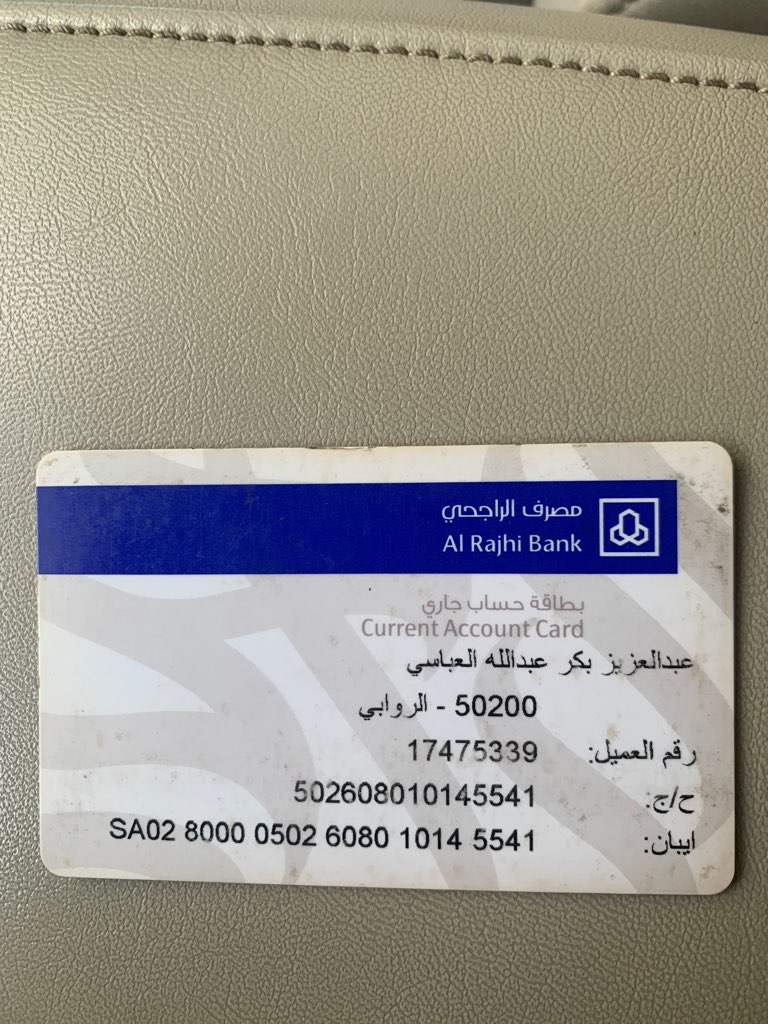 مصرف الراجحي
Al Rajhi Bank
بطاقة حساب جاري
Current Account Card
عبدالعزيز بكر عبدالله العباسي
50200 - الروابي
رقم العميل: 17475339
ح/ج: 502608010145541
ايبان: SA02 8000 0502 6080 1014 5541